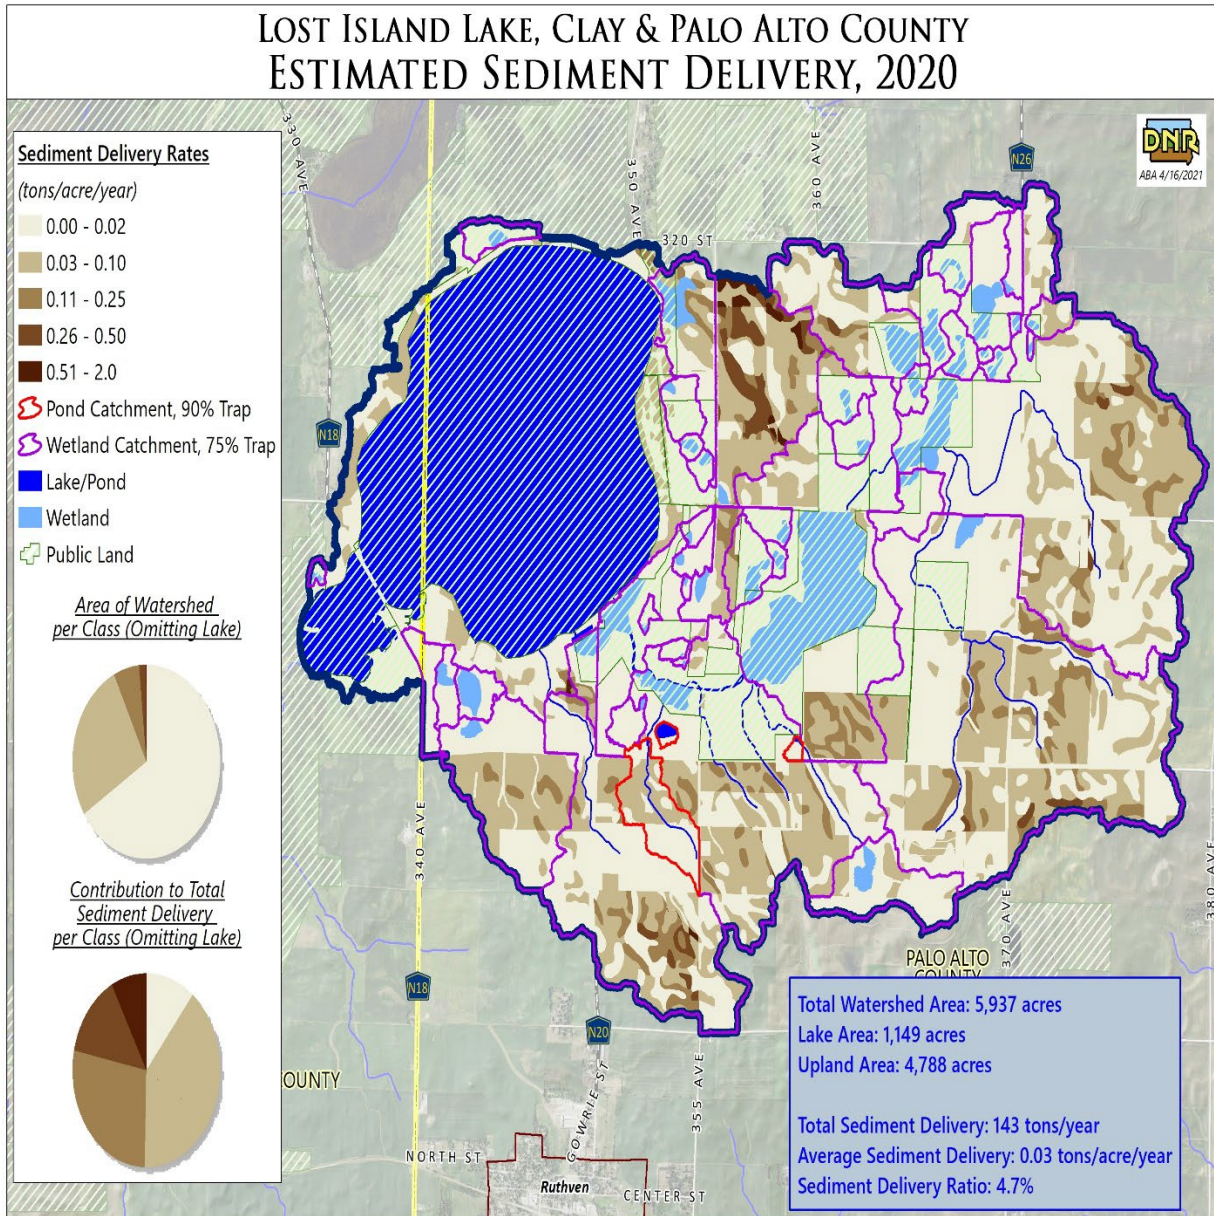 LOST ISLAND LAKE, CLAY & PALO ALTO COUNTY
ESTIMATED SEDIMENT DELIVERY, 2020
Sediment Delivery Rates
(tons/acre/year)
0.00 - 0.02
0.03 - 0.10
0.11 - 0.25
0.26 - 0.50
0.51 - 2.0
Pond Catchment, 90% Trap
Wetland Catchment, 75% Trap
Lake/Pond
Wetland
Public Land
Area of Watershed
per Class (Omitting Lake)
Contribution to Total
Sediment Delivery
per Class (Omitting Lake)
330 AVE
350 AVE
360 AVE
N26
DNR
ABA 4/16/2021
320 ST
N18
340 AVE
N18
N20
GOWRIE ST
355 AVE
370 AVE
380 AVE
PALO ALTO
COUNTY
COUNTY
NORTH ST
Ruthven
CENTER ST
Total Watershed Area: 5,937 acres
Lake Area: 1,149 acres
Upland Area: 4,788 acres
Total Sediment Delivery: 143 tons/year
Average Sediment Delivery: 0.03 tons/acre/year
Sediment Delivery Ratio: 4.7%